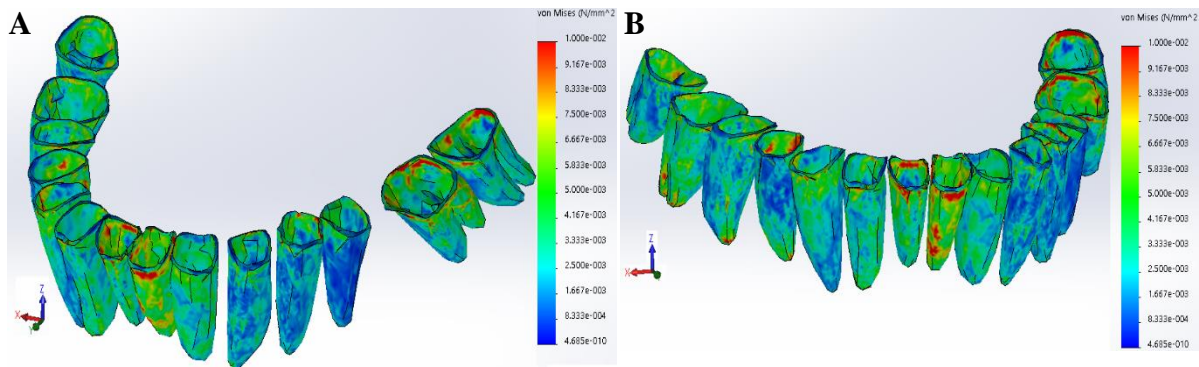 A
von Mises (N/mm^2
1.000e-002
9.167e-003
8.333e-003
7.500e-003
6.667e-003
5.833e-003
5.000e-003
4.167e-003
3.333e-003
2.500e-003
1.667e-003
8.333e-004
4.685e-010
Z
X
Y
B
von Mises (N/mm^2
1.000e-002
9.167e-003
8.333e-003
7.500e-003
6.667e-003
5.833e-003
5.000e-003
4.167e-003
3.333e-003
2.500e-003
1.667e-003
8.333e-004
4.685e-010
Z
X